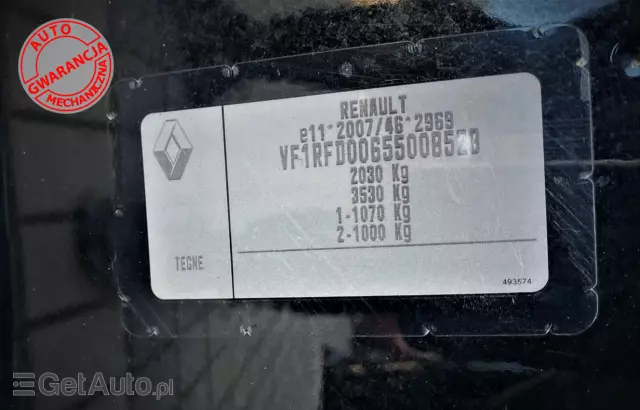 AUTO
GWARANCJA
MECHANICZNA
RENAULT
e11*2007/46*2969
2030 Kg
3530 Kg
1-1070 Kg
2-1000 Kg
TEGNE
493574
GetAuto.pl